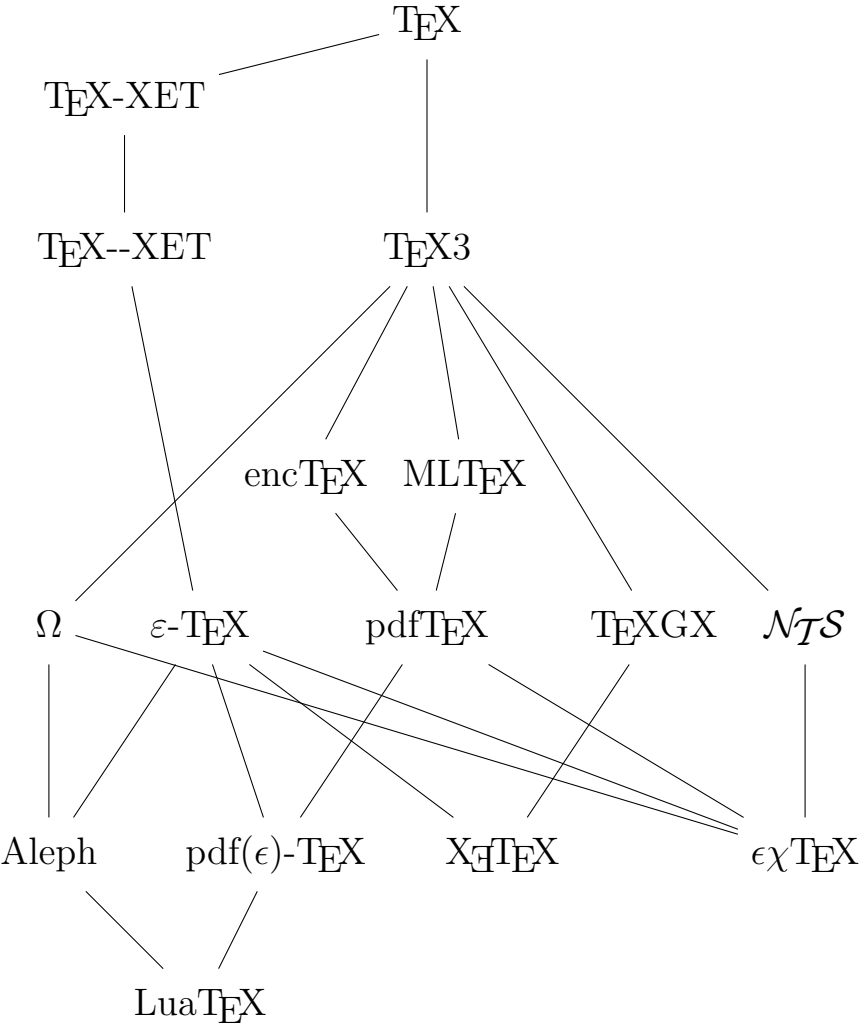 TEX
TEX-XET
TEX--XET TEX3
encTEX MLTEX
Ω ε-TEX pdfTEX TEXGX 𝒩𝒯𝒮
Aleph pdf(ϵ)-TEX XƎTEX ϵχTEX
LuaTEX